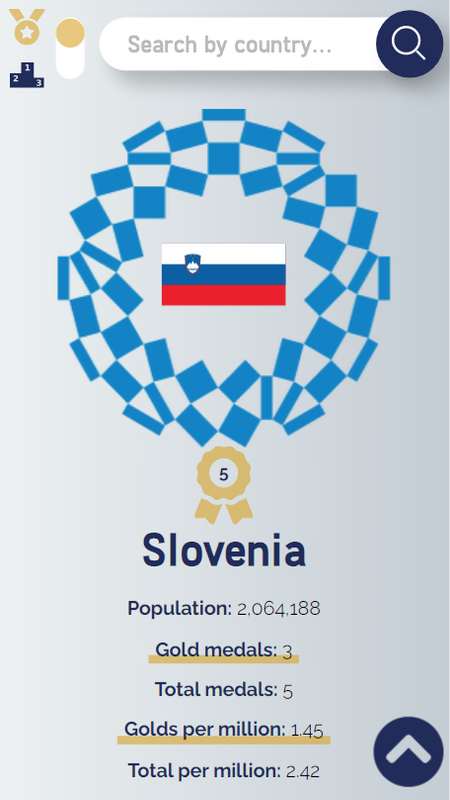 Search by country...
1
2
3
5
Slovenia
Population: 2,064,188
Gold medals: 3
Total medals: 5
Golds per million: 1.45
Total per million: 2.42